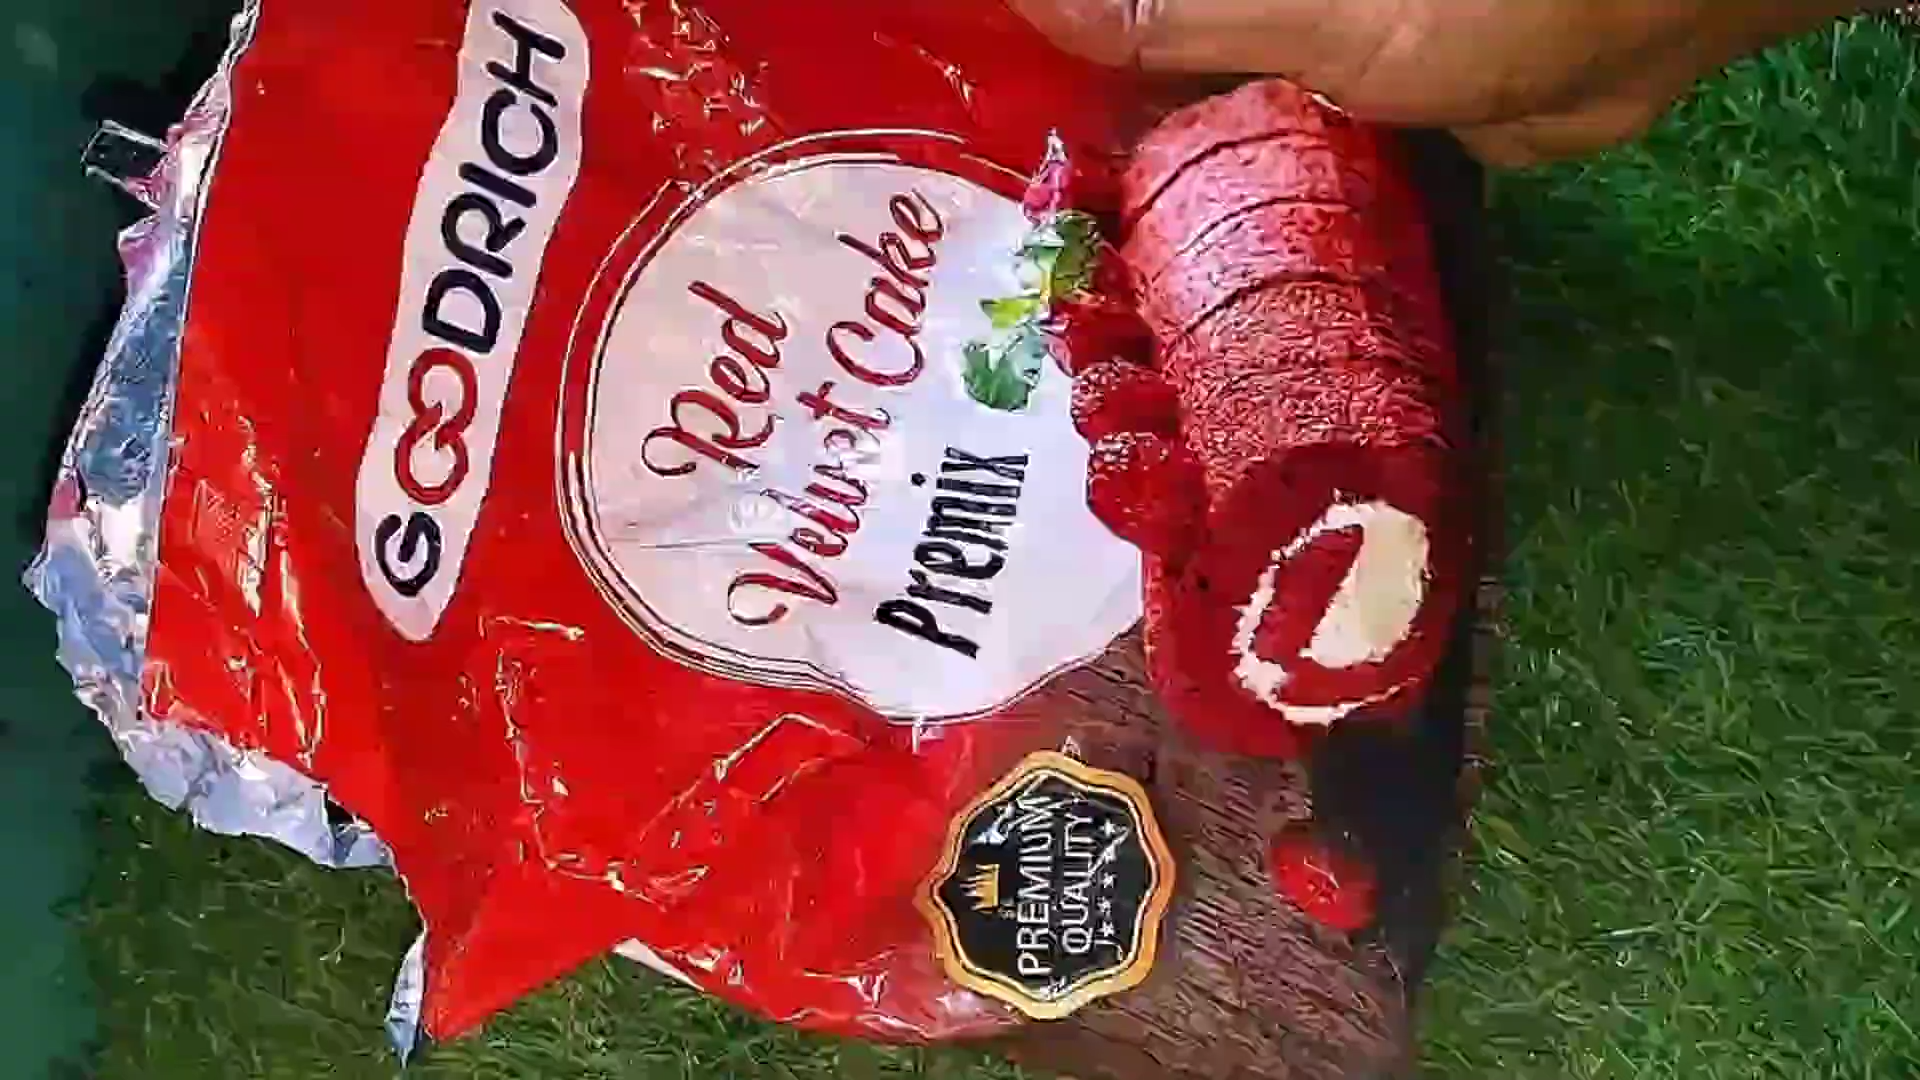 GOODRICH
Red
Velvet Cake
Premix
PREMIUM
QUALITY